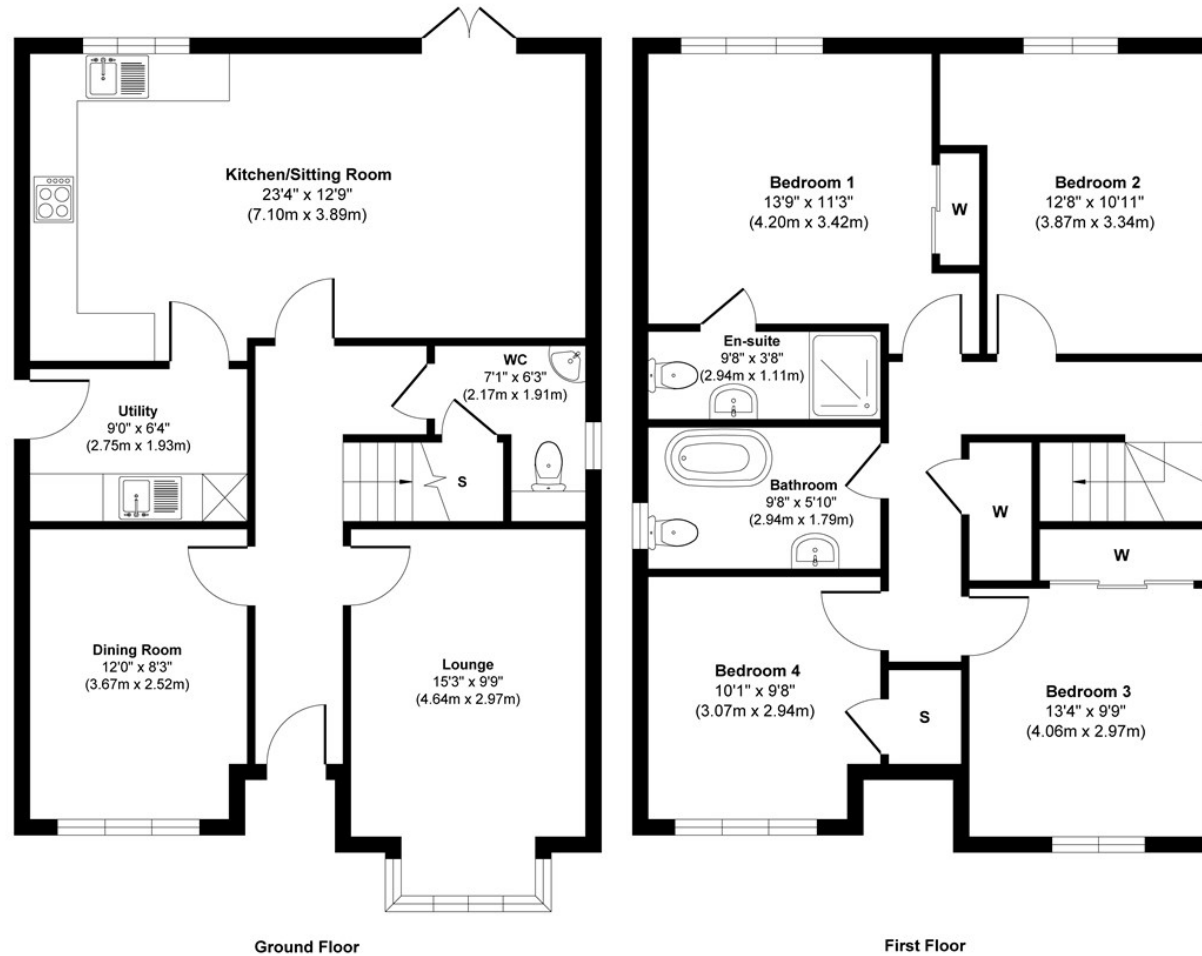 Kitchen/Sitting Room
23'4" x 12'9"
(7.10m x 3.89m)
WC
7'1" x 6'3"
(2.17m x 1.91m)
Utility
9'0" x 6'4"
(2.75m x 1.93m)
S
Dining Room
12'0" x 8'3"
(3.67m x 2.52m)
Lounge
15'3" x 9'9"
(4.64m x 2.97m)
Ground Floor
Bedroom 1
13'9" x 11'3"
(4.20m x 3.42m)
W
Bedroom 2
12'8" x 10'11"
(3.87m x 3.34m)
En-suite
9'8" x 3'8"
(2.94m x 1.11m)
Bathroom
9'8" x 5'10"
(2.94m x 1.79m)
W
W
Bedroom 4
10'1" x 9'8"
(3.07m x 2.94m)
S
Bedroom 3
13'4" x 9'9"
(4.06m x 2.97m)
First Floor